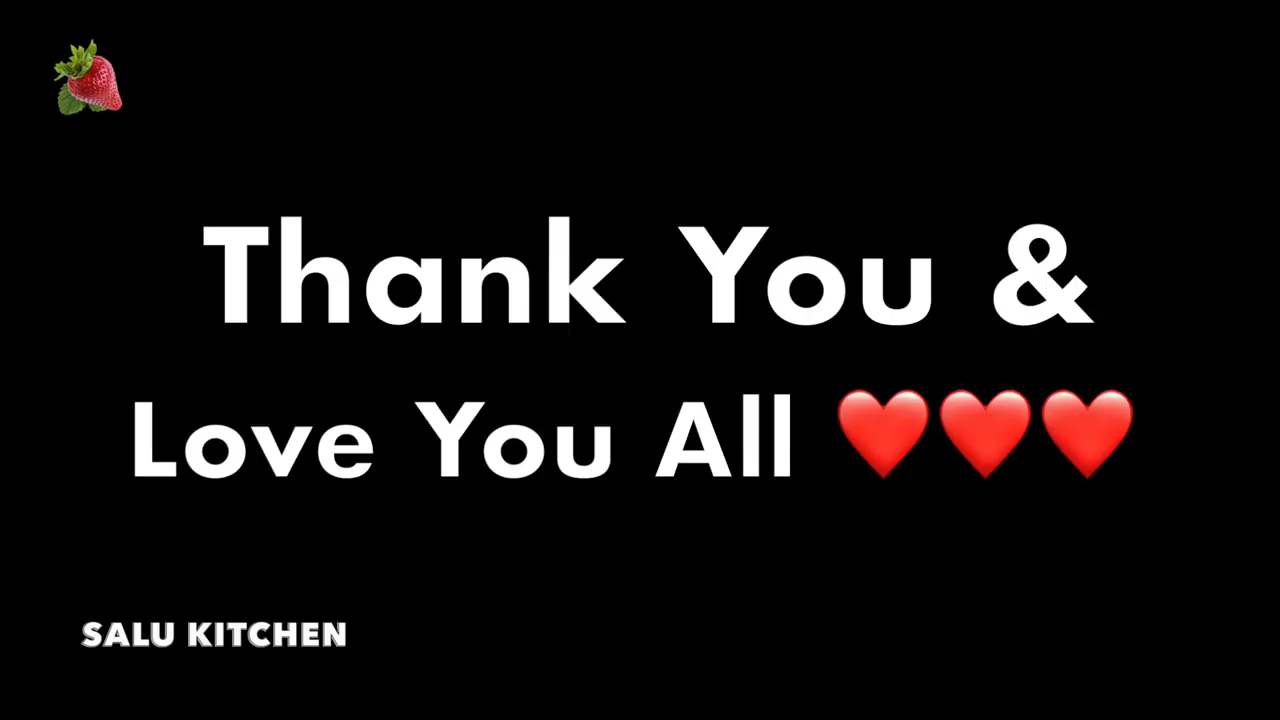 Thank You &
Love You All ❤️❤️❤️
SALU KITCHEN